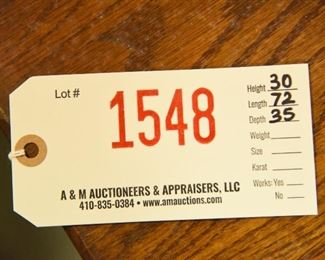 Lot #
1548
Height 30
Length 72
Depth 35
Weight
Size
Karat
Works: Yes
No
A & M AUCTIONEERS & APPRAISERS, LLC
410-835-0384 • www.amauctions.com